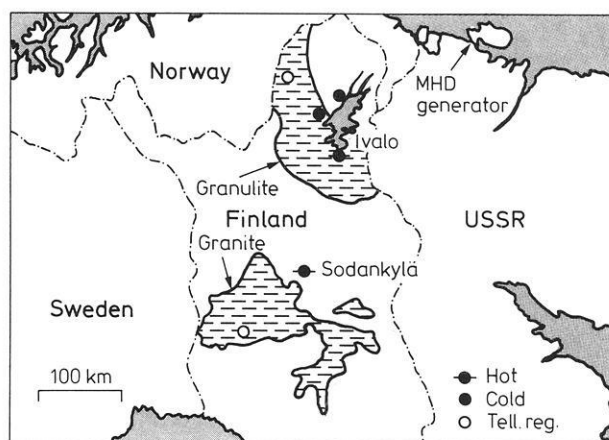 Norway
MHD
generator
Ivalo
Granulite
Finland
USSR
Granite
Sodankylä
Sweden
100 km
Hot
Cold
Tell. reg.